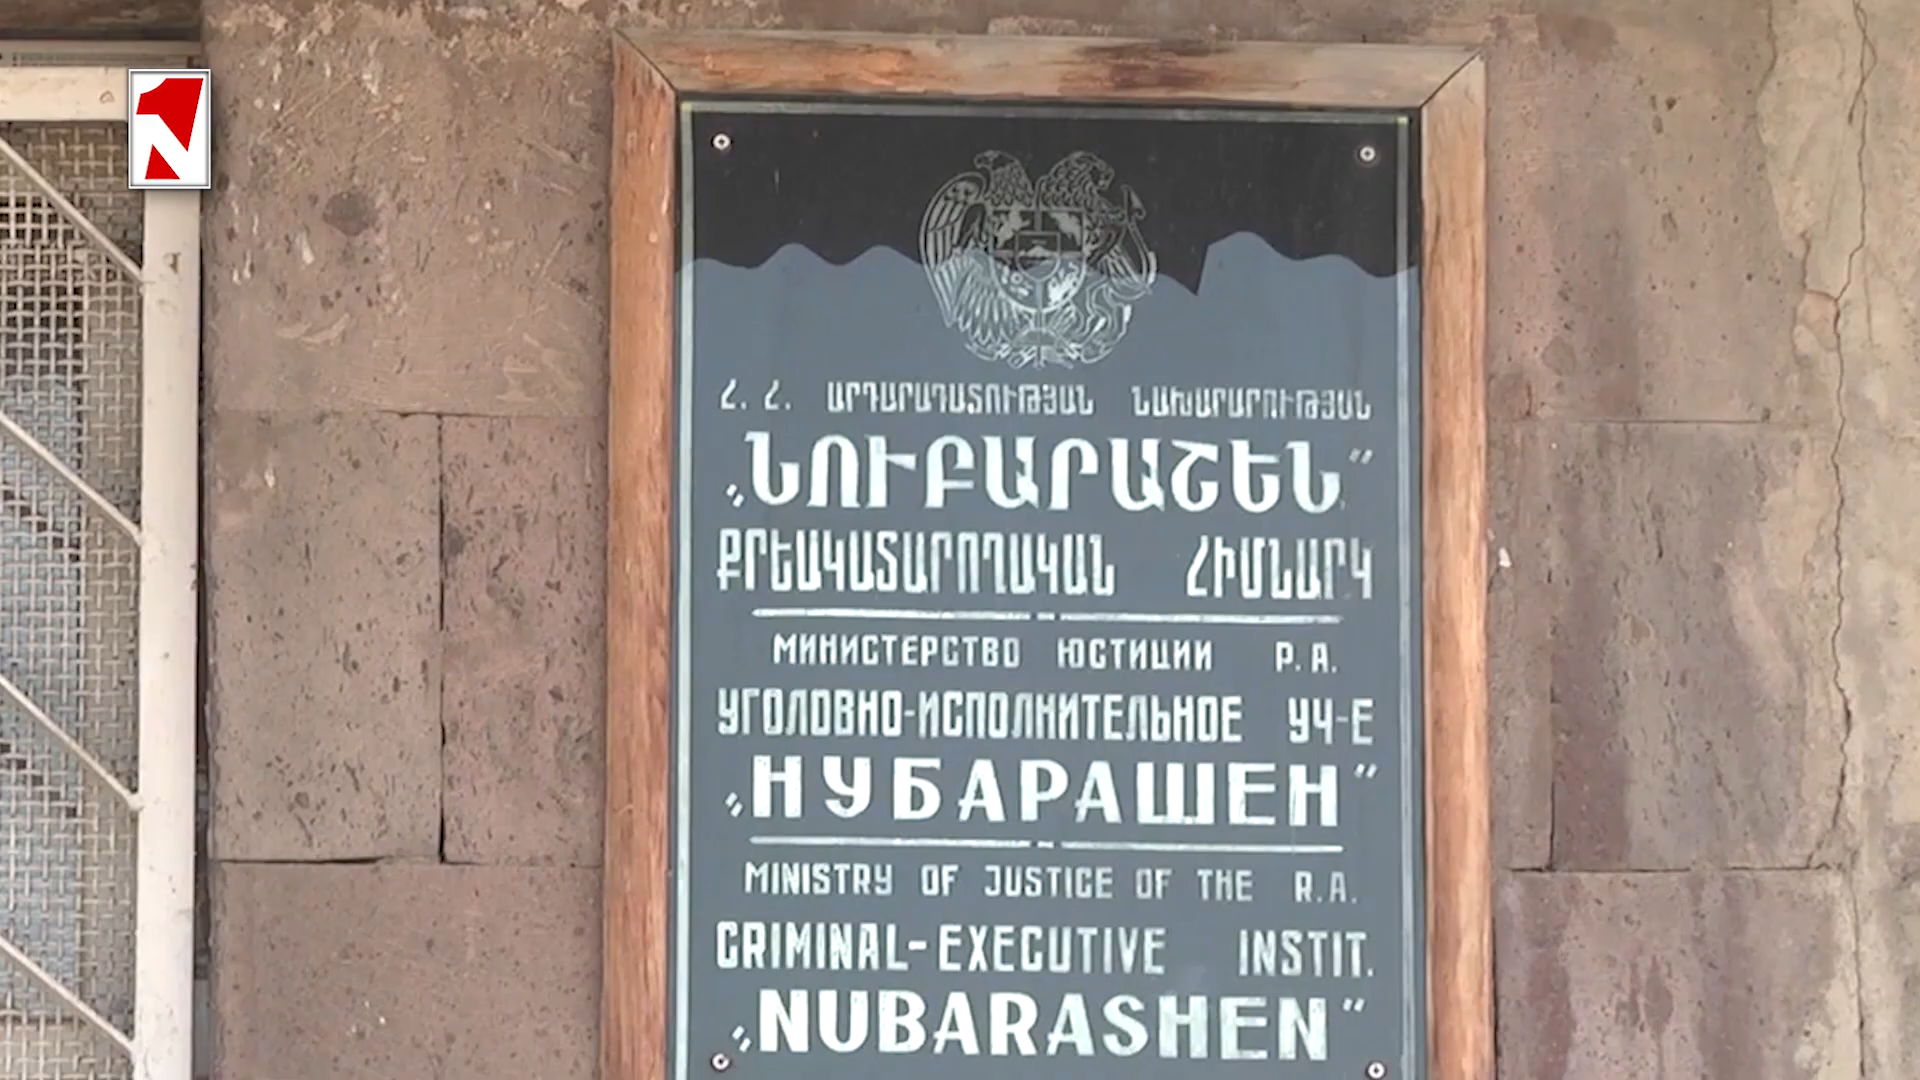 1N
Հ. Հ. ԱՐԴԱՐԱԴԱՏՈՒԹՅԱՆ ՆԱԽԱՐԱՐՈՒԹՅԱՆ
„ՆՈՒԲԱՐԱՇԵՆ"
ՔՐԵԱԿԱՏԱՐՈՂԱԿԱՆ ՀԻՄՆԱՐԿ
МИНИСТЕРСТВО ЮСТИЦИИ Р.А.
УГОЛОВНО-ИСПОЛНИТЕЛЬНОЕ УЧ-Е
„НУБАРАШЕН"
MINISTRY OF JUSTICE OF THE R.A.
CRIMINAL-EXECUTIVE INSTIT.
„NUBARASHEN"